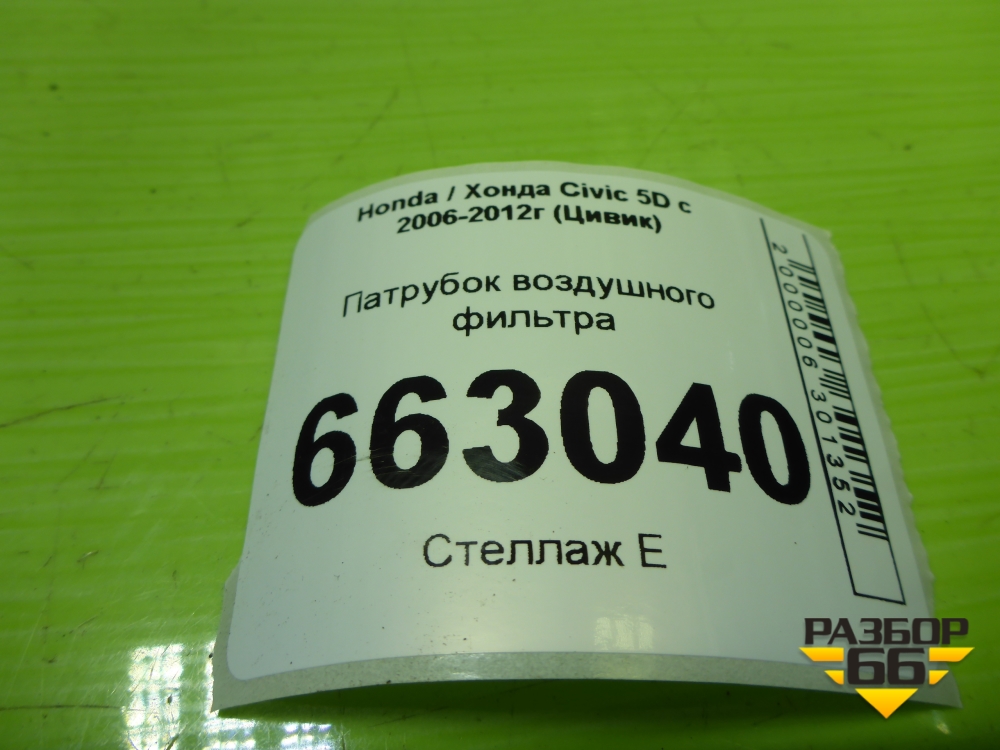 Honda / Хонда Civic 5D с
2006-2012г (Цивик)
Патрубок воздушного
фильтра
663040
Стеллаж Е
2000006301352
РАЗБОР
66